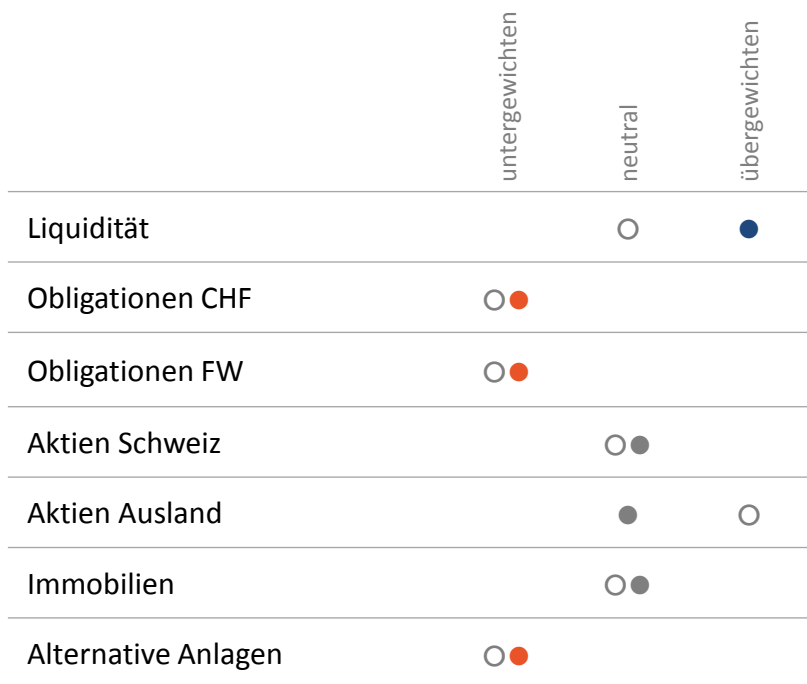 untergewichten
neutral
übergewichten
Liquidität
Obligationen CHF
Obligationen FW
Aktien Schweiz
Aktien Ausland
Immobilien
Alternative Anlagen